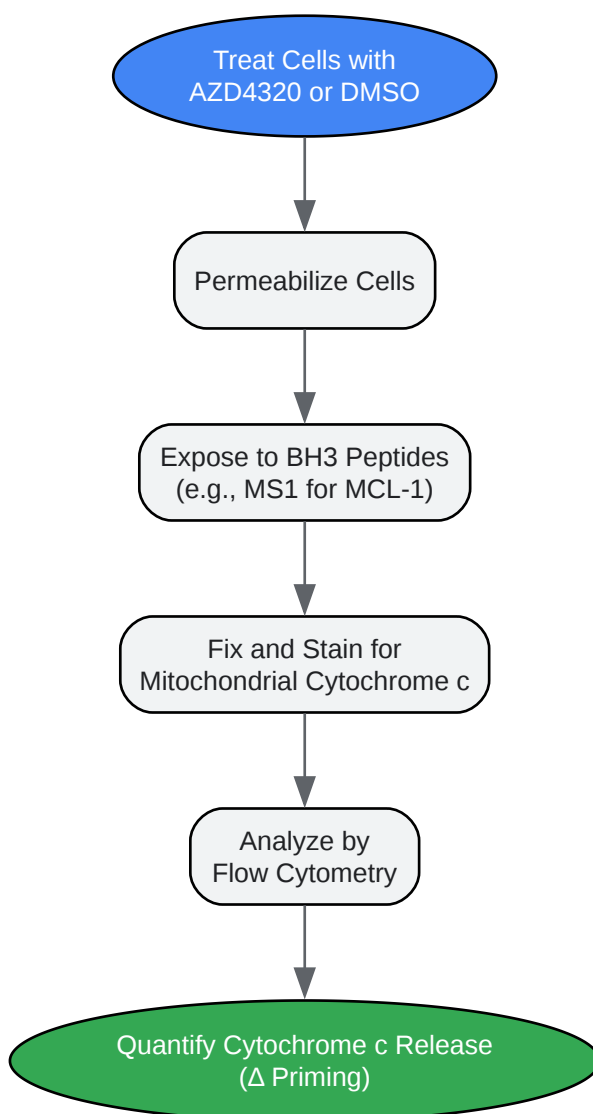 Treat Cells with
AZD4320 or DMSO
Permeabilize Cells
Expose to BH3 Peptides
(e.g., MS1 for MCL-1)
Fix and Stain for
Mitochondrial Cytochrome c
Analyze by
Flow Cytometry
Quantify Cytochrome c Release
(Δ Priming)